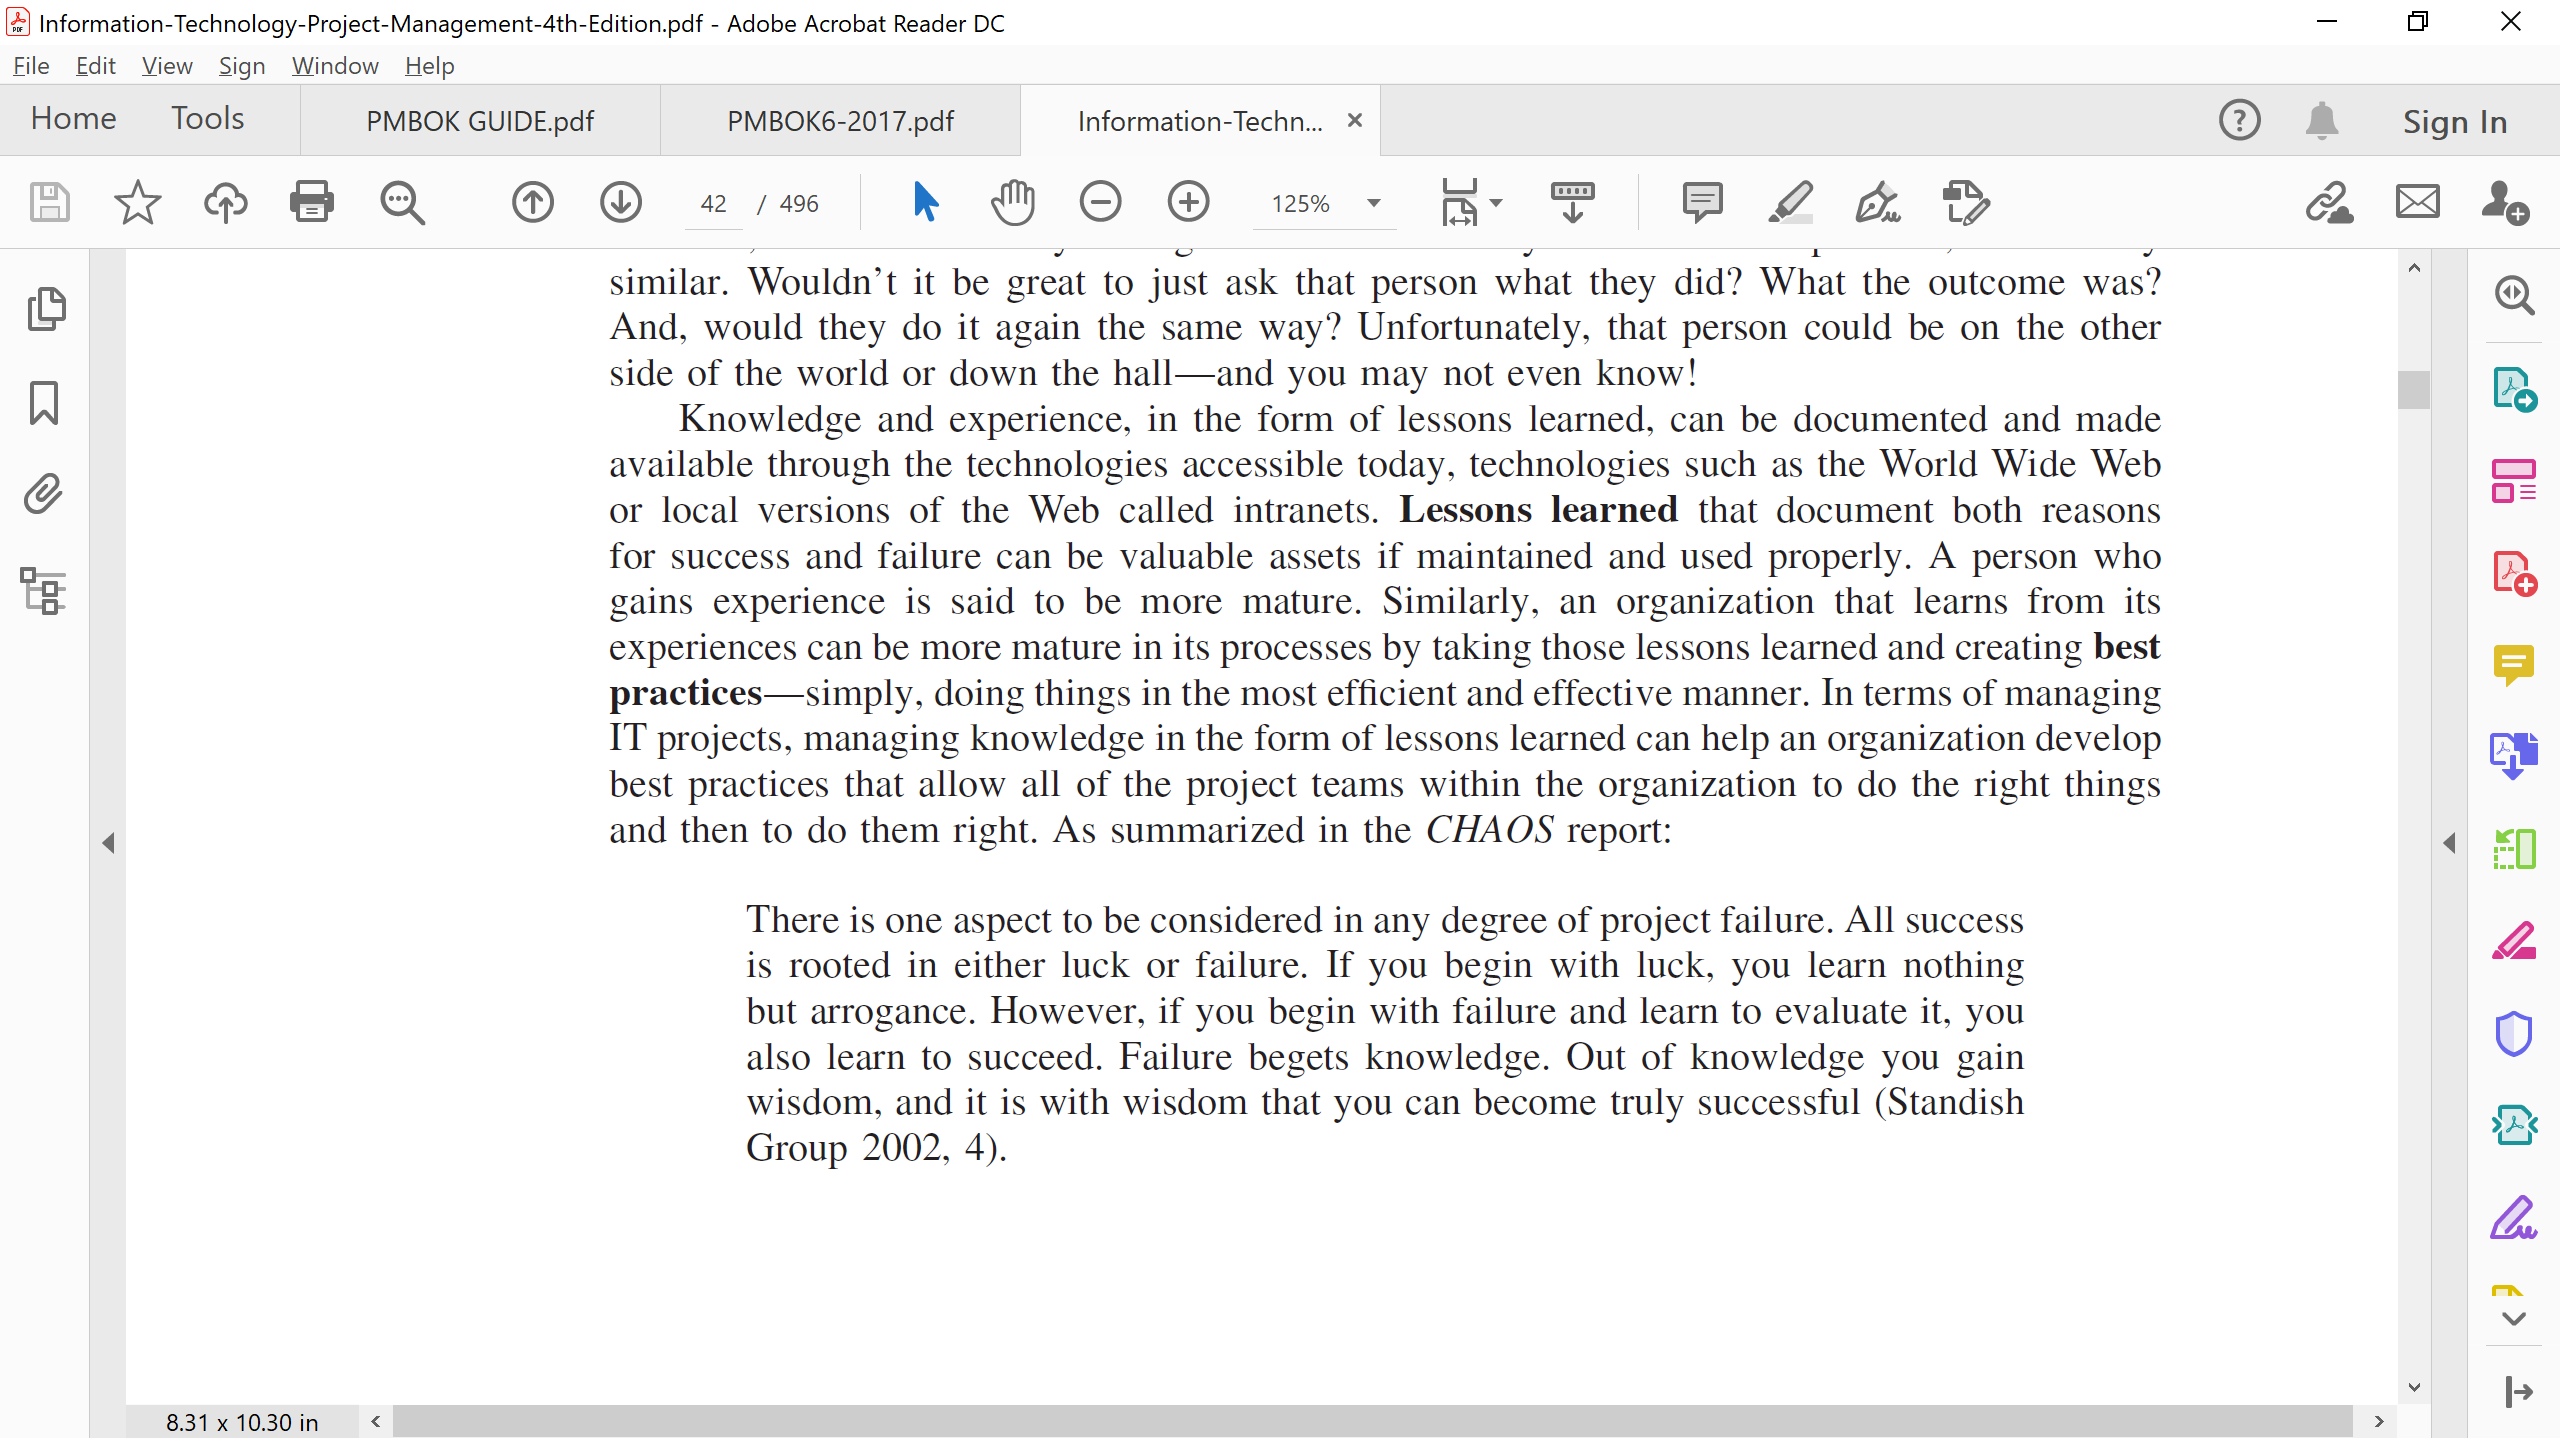 Information-Technology-Project-Management-4th-Edition.pdf - Adobe Acrobat Reader DC
File Edit View Sign Window Help
Home Tools PMBOK GUIDE.pdf PMBOK6-2017.pdf Information-Techn... Sign In
42 / 496 125%
similar. Wouldn’t it be great to just ask that person what they did? What the outcome was?
And, would they do it again the same way? Unfortunately, that person could be on the other
side of the world or down the hall—and you may not even know!
Knowledge and experience, in the form of lessons learned, can be documented and made
available through the technologies accessible today, technologies such as the World Wide Web
or local versions of the Web called intranets. Lessons learned that document both reasons
for success and failure can be valuable assets if maintained and used properly. A person who
gains experience is said to be more mature. Similarly, an organization that learns from its
experiences can be more mature in its processes by taking those lessons learned and creating best
practices—simply, doing things in the most efficient and effective manner. In terms of managing
IT projects, managing knowledge in the form of lessons learned can help an organization develop
best practices that allow all of the project teams within the organization to do the right things
and then to do them right. As summarized in the CHAOS report:
There is one aspect to be considered in any degree of project failure. All success
is rooted in either luck or failure. If you begin with luck, you learn nothing
but arrogance. However, if you begin with failure and learn to evaluate it, you
also learn to succeed. Failure begets knowledge. Out of knowledge you gain
wisdom, and it is with wisdom that you can become truly successful (Standish
Group 2002, 4).
8.31 x 10.30 in